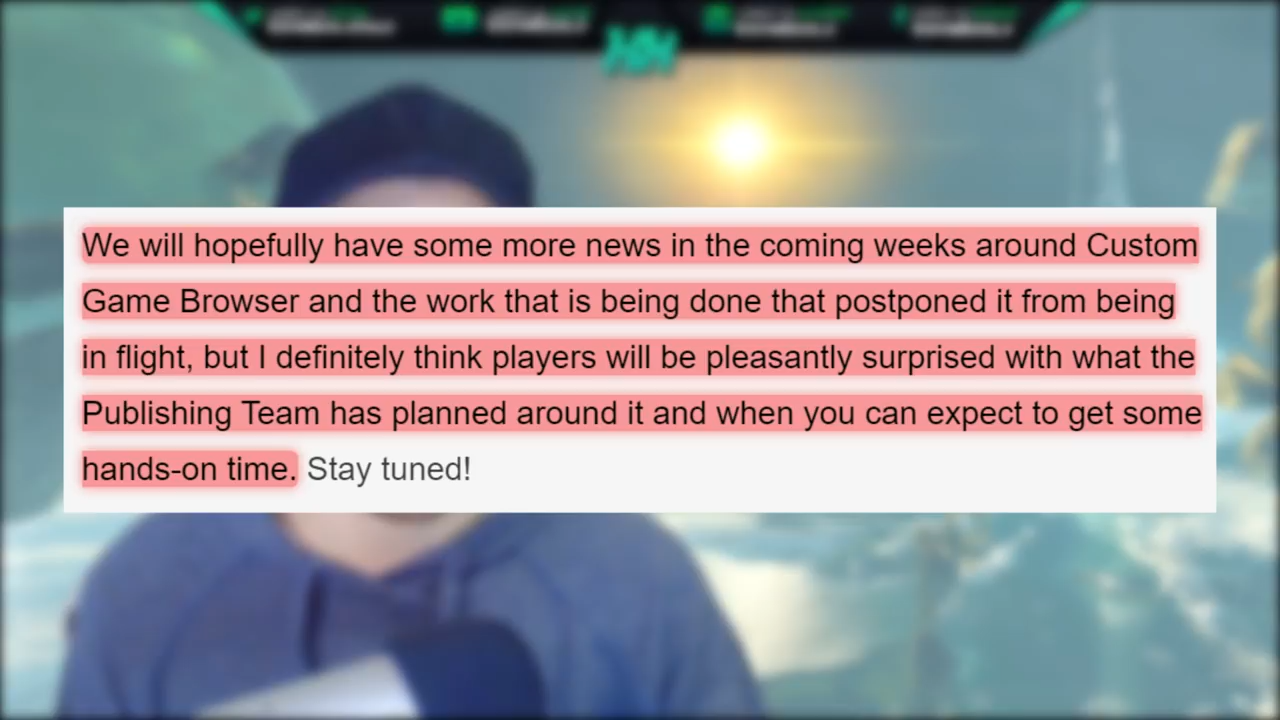 We will hopefully have some more news in the coming weeks around Custom
Game Browser and the work that is being done that postponed it from being
in flight, but I definitely think players will be pleasantly surprised with what the
Publishing Team has planned around it and when you can expect to get some
hands-on time. Stay tuned!